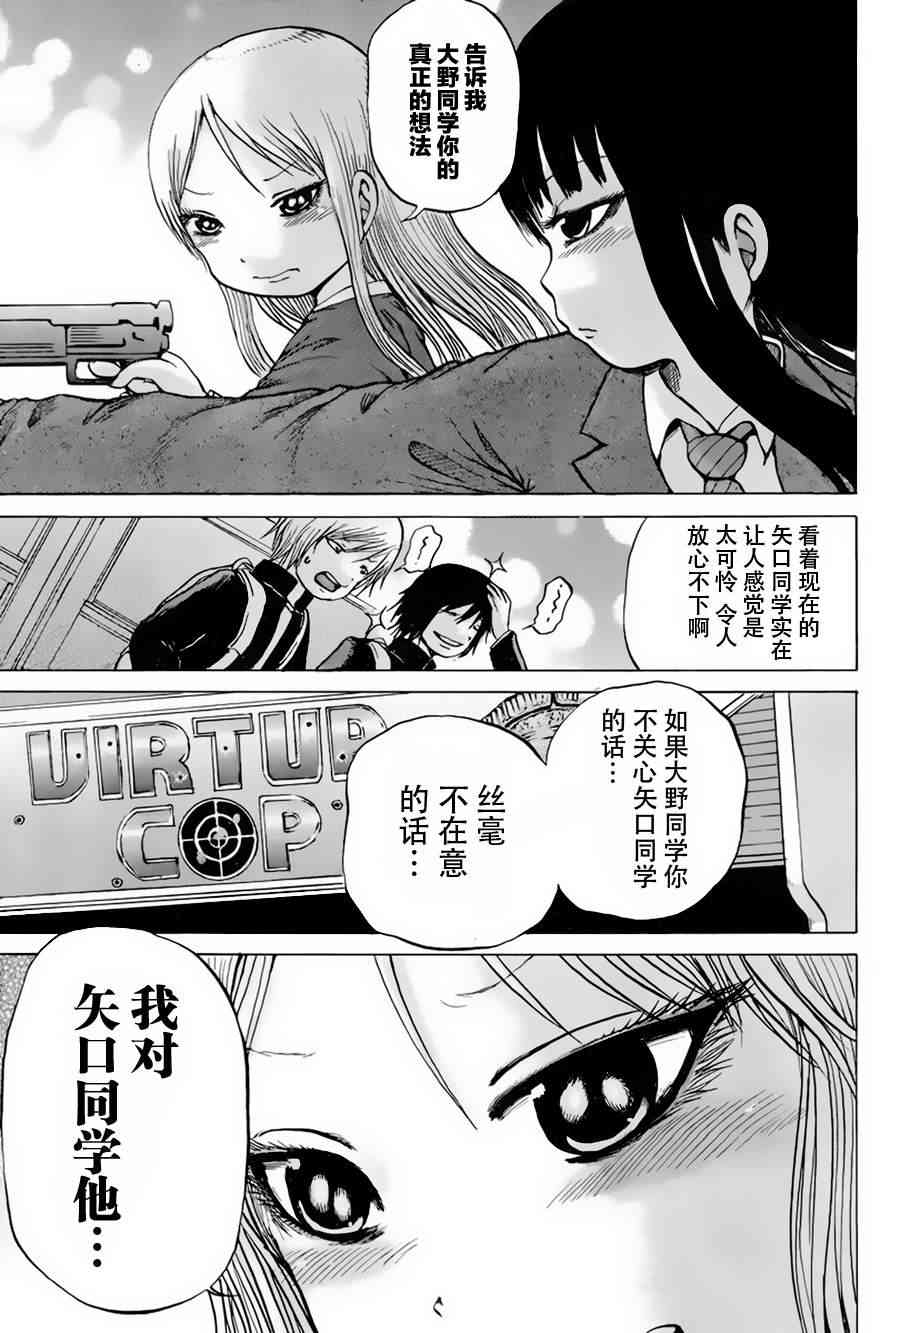 告诉我
大野同学你的
真正的想法
看着现在的
矢口同学实在
让人感觉是
太可怜 令人
放心不下啊
如果大野同学你
不关心矢口同学
的话…
丝毫
不在意
的话…
VIRTUA
COP
我对
矢口同学他…